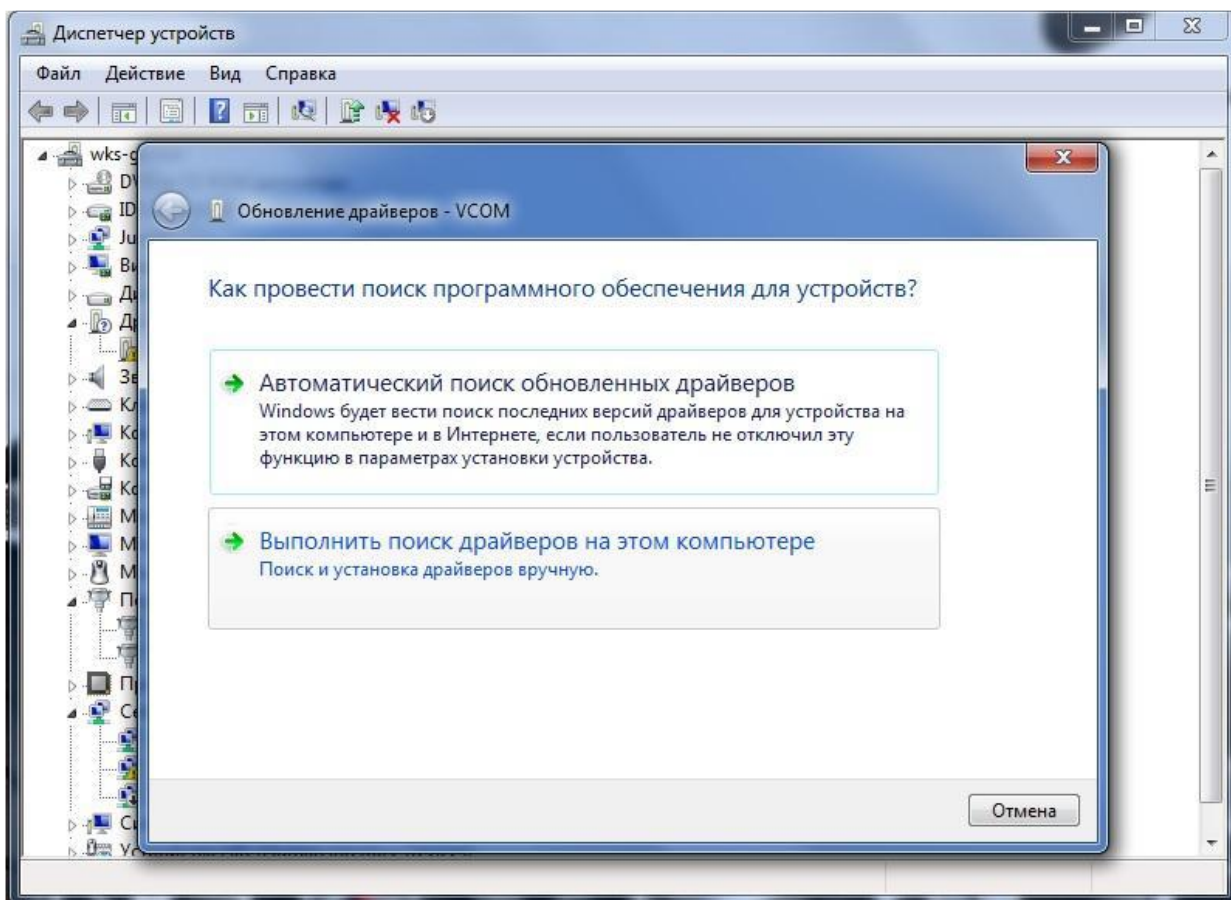 Диспетчер устройств
Файл Действие Вид Справка
Обновление драйверов - VCOM
Как провести поиск программного обеспечения для устройств?
Автоматический поиск обновленных драйверов
Windows будет вести поиск последних версий драйверов для устройства на
этом компьютере и в Интернете, если пользователь не отключил эту
функцию в параметрах установки устройства.
Выполнить поиск драйверов на этом компьютере
Поиск и установка драйверов вручную.
Отмена